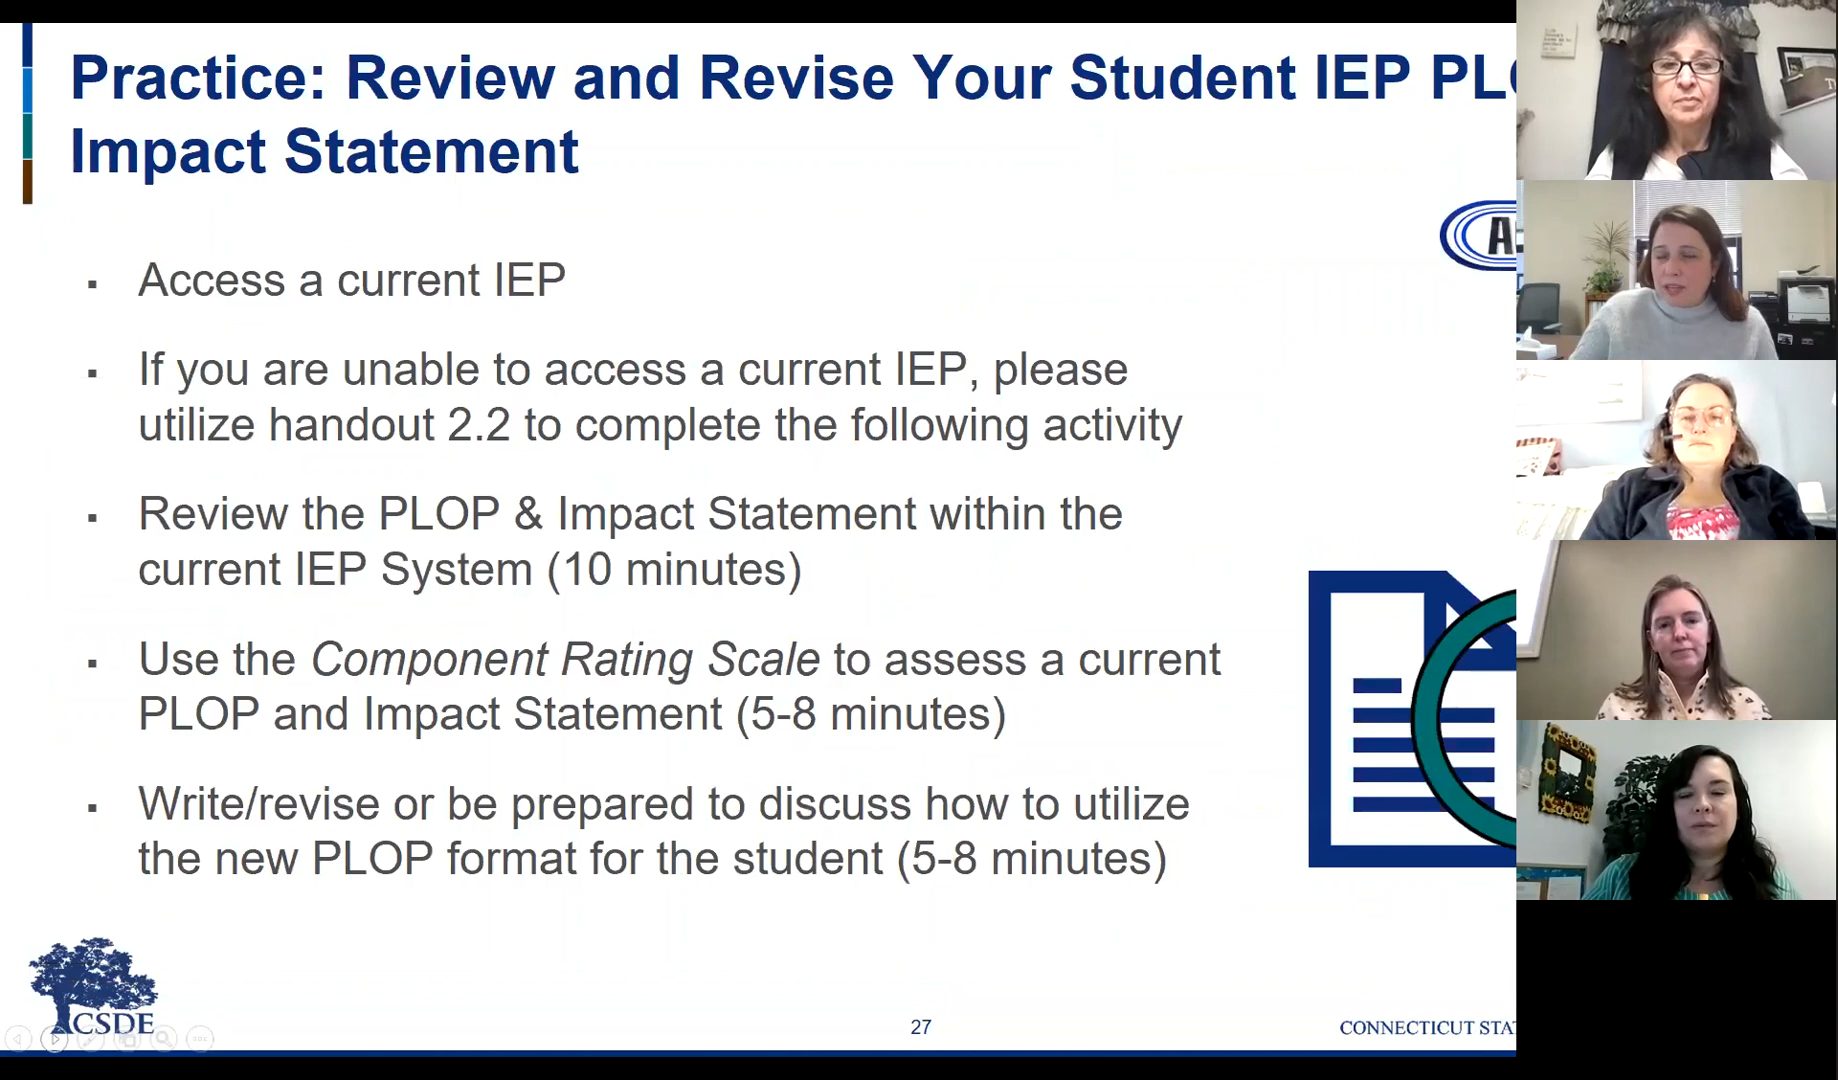 Practice: Review and Revise Your Student IEP
Impact Statement
▪ Access a current IEP
▪ If you are unable to access a current IEP, please
utilize handout 2.2 to complete the following activity
▪ Review the PLOP & Impact Statement within the
current IEP System (10 minutes)
▪ Use the Component Rating Scale to assess a current
PLOP and Impact Statement (5-8 minutes)
▪ Write/revise or be prepared to discuss how to utilize
the new PLOP format for the student (5-8 minutes)
CSDE
27
CONNECTICUT